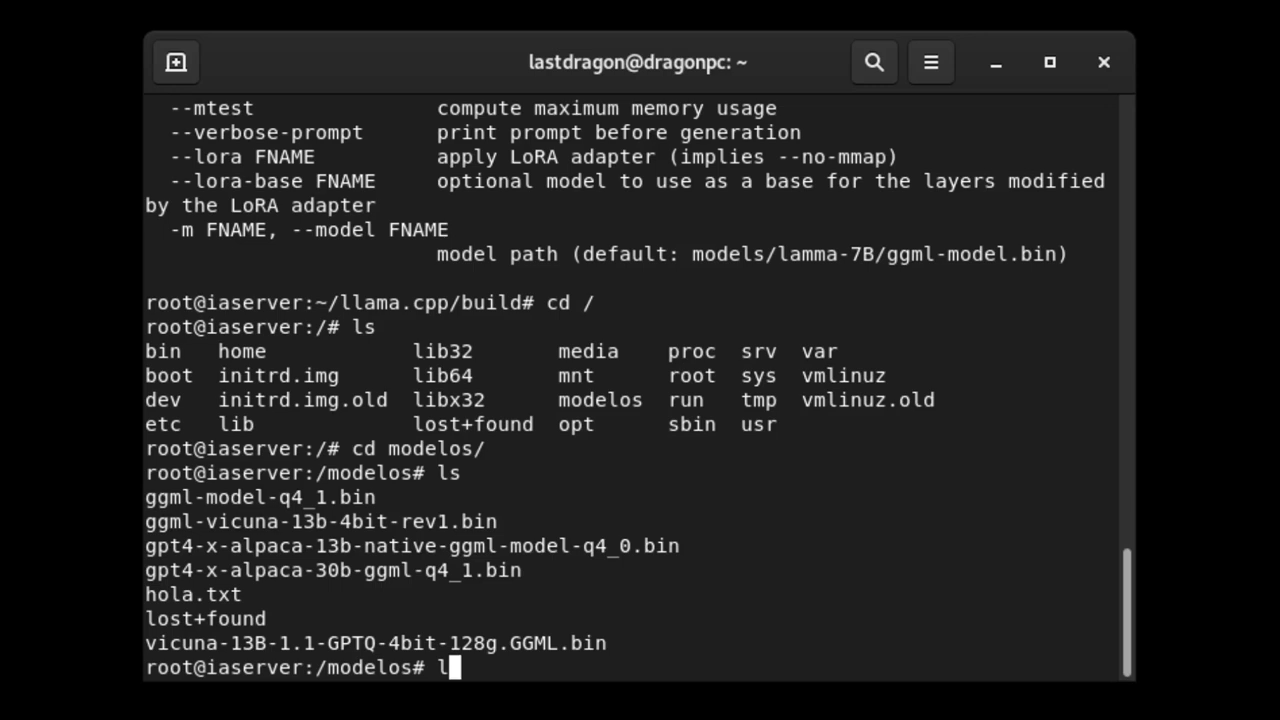 lastdragon@dragonpc: ~
--mtest compute maximum memory usage
--verbose-prompt print prompt before generation
--lora FNAME apply LoRA adapter (implies --no-mmap)
--lora-base FNAME optional model to use as a base for the layers modified
by the LoRA adapter
-m FNAME, --model FNAME
model path (default: models/lamma-7B/ggml-model.bin)
root@iaserver:~/llama.cpp/build# cd /
root@iaserver:/# ls
bin home lib32 media proc srv var
boot initrd.img lib64 mnt root sys vmlinuz
dev initrd.img.old libx32 modelos run tmp vmlinuz.old
etc lib lost+found opt sbin usr
root@iaserver:/# cd modelos/
root@iaserver:/modelos# ls
ggml-model-q4_1.bin
ggml-vicuna-13b-4bit-rev1.bin
gpt4-x-alpaca-13b-native-ggml-model-q4_0.bin
gpt4-x-alpaca-30b-ggml-q4_1.bin
hola.txt
lost+found
vicuna-13B-1.1-GPTQ-4bit-128g.GGML.bin
root@iaserver:/modelos# l